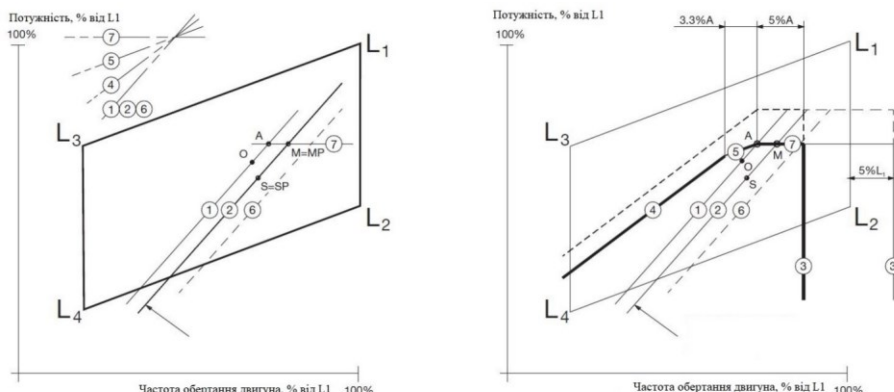 Потужність, % від L1
100%
7
5
4
1 2 6
L1
L3
A
O
M=MP
7
S=SP
1 2 6
L2
L4
Частота обертання двигуна, % від L1
100%
Потужність, % від L1
100%
3.3%A
5%A
L1
L3
A
5
M
7
O
S
5%L1
4
1 2 6
L2
3
3
L4
Частота обертання двигуна, % від L1
100%